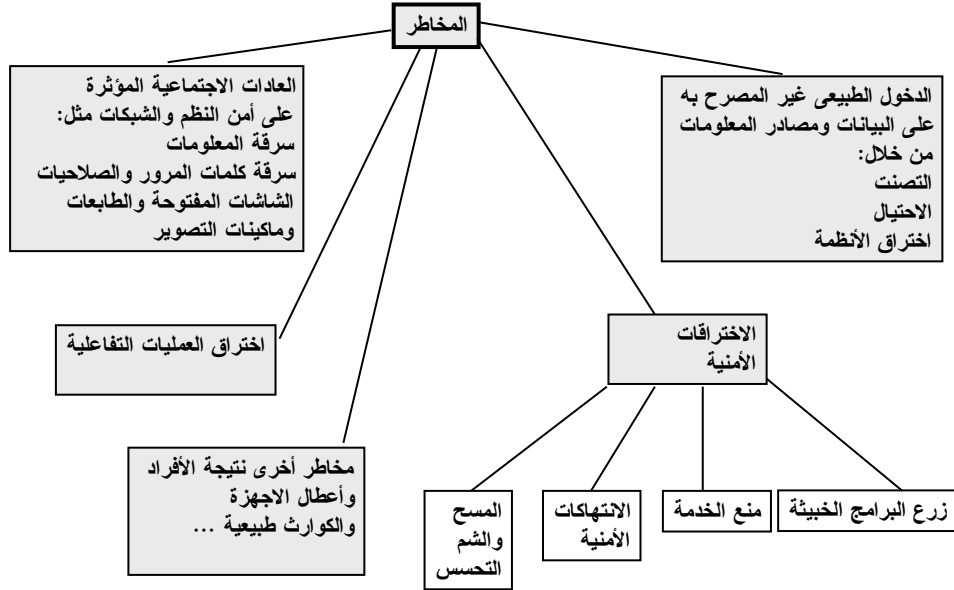 المخاطر
الدخول الطبيعى غير المصرح به
على البيانات ومصادر المعلومات
من خلال:
التصنت
الاحتيال
اختراق الأنظمة
العادات الاجتماعية المؤثرة
على أمن النظم والشبكات مثل:
سرقة المعلومات
سرقة كلمات المرور والصلاحيات
الشاشات المفتوحة والطابعات
وماكينات التصوير
الاختراقات
الأمنية
اختراق العمليات التفاعلية
مخاطر أخرى نتيجة الأفراد
وأعطال الاجهزة
والكوارث طبيعية ...
زرع البرامج الخبيثة
منع الخدمة
الانتهاكات
الأمنية
المسح
والشم
التحسس